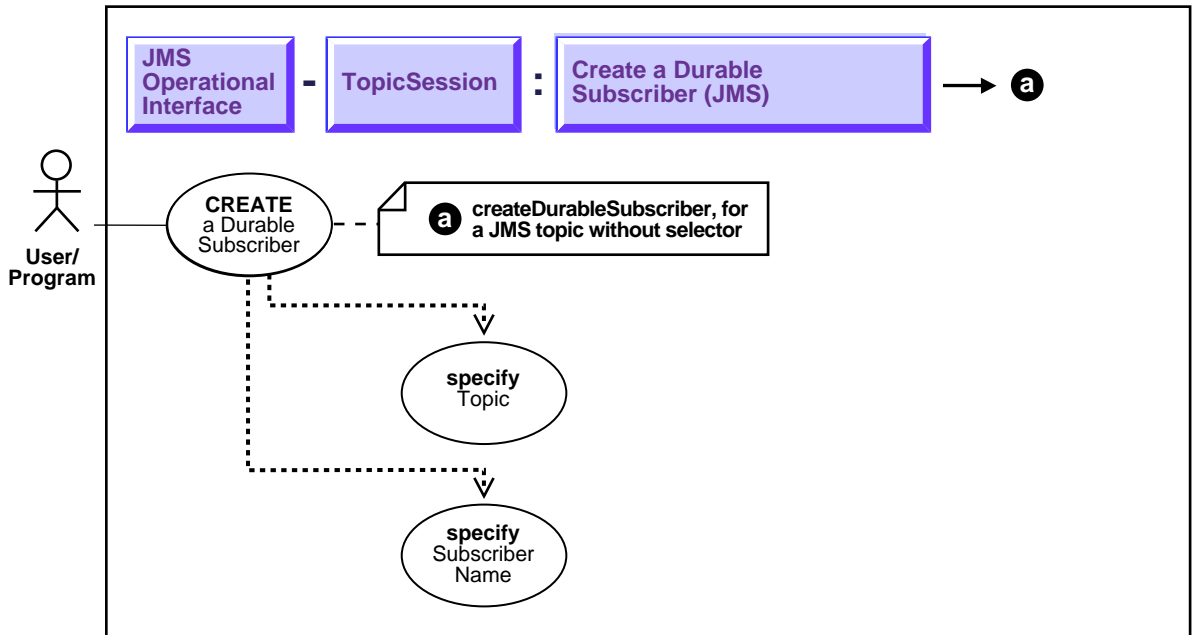 JMS
Operational
Interface
-
TopicSession
:
Create a Durable
Subscriber (JMS)
a
User/
Program
CREATE
a Durable
Subscriber
a
createDurableSubscriber, for
a JMS topic without selector
specify
Topic
specify
Subscriber
Name